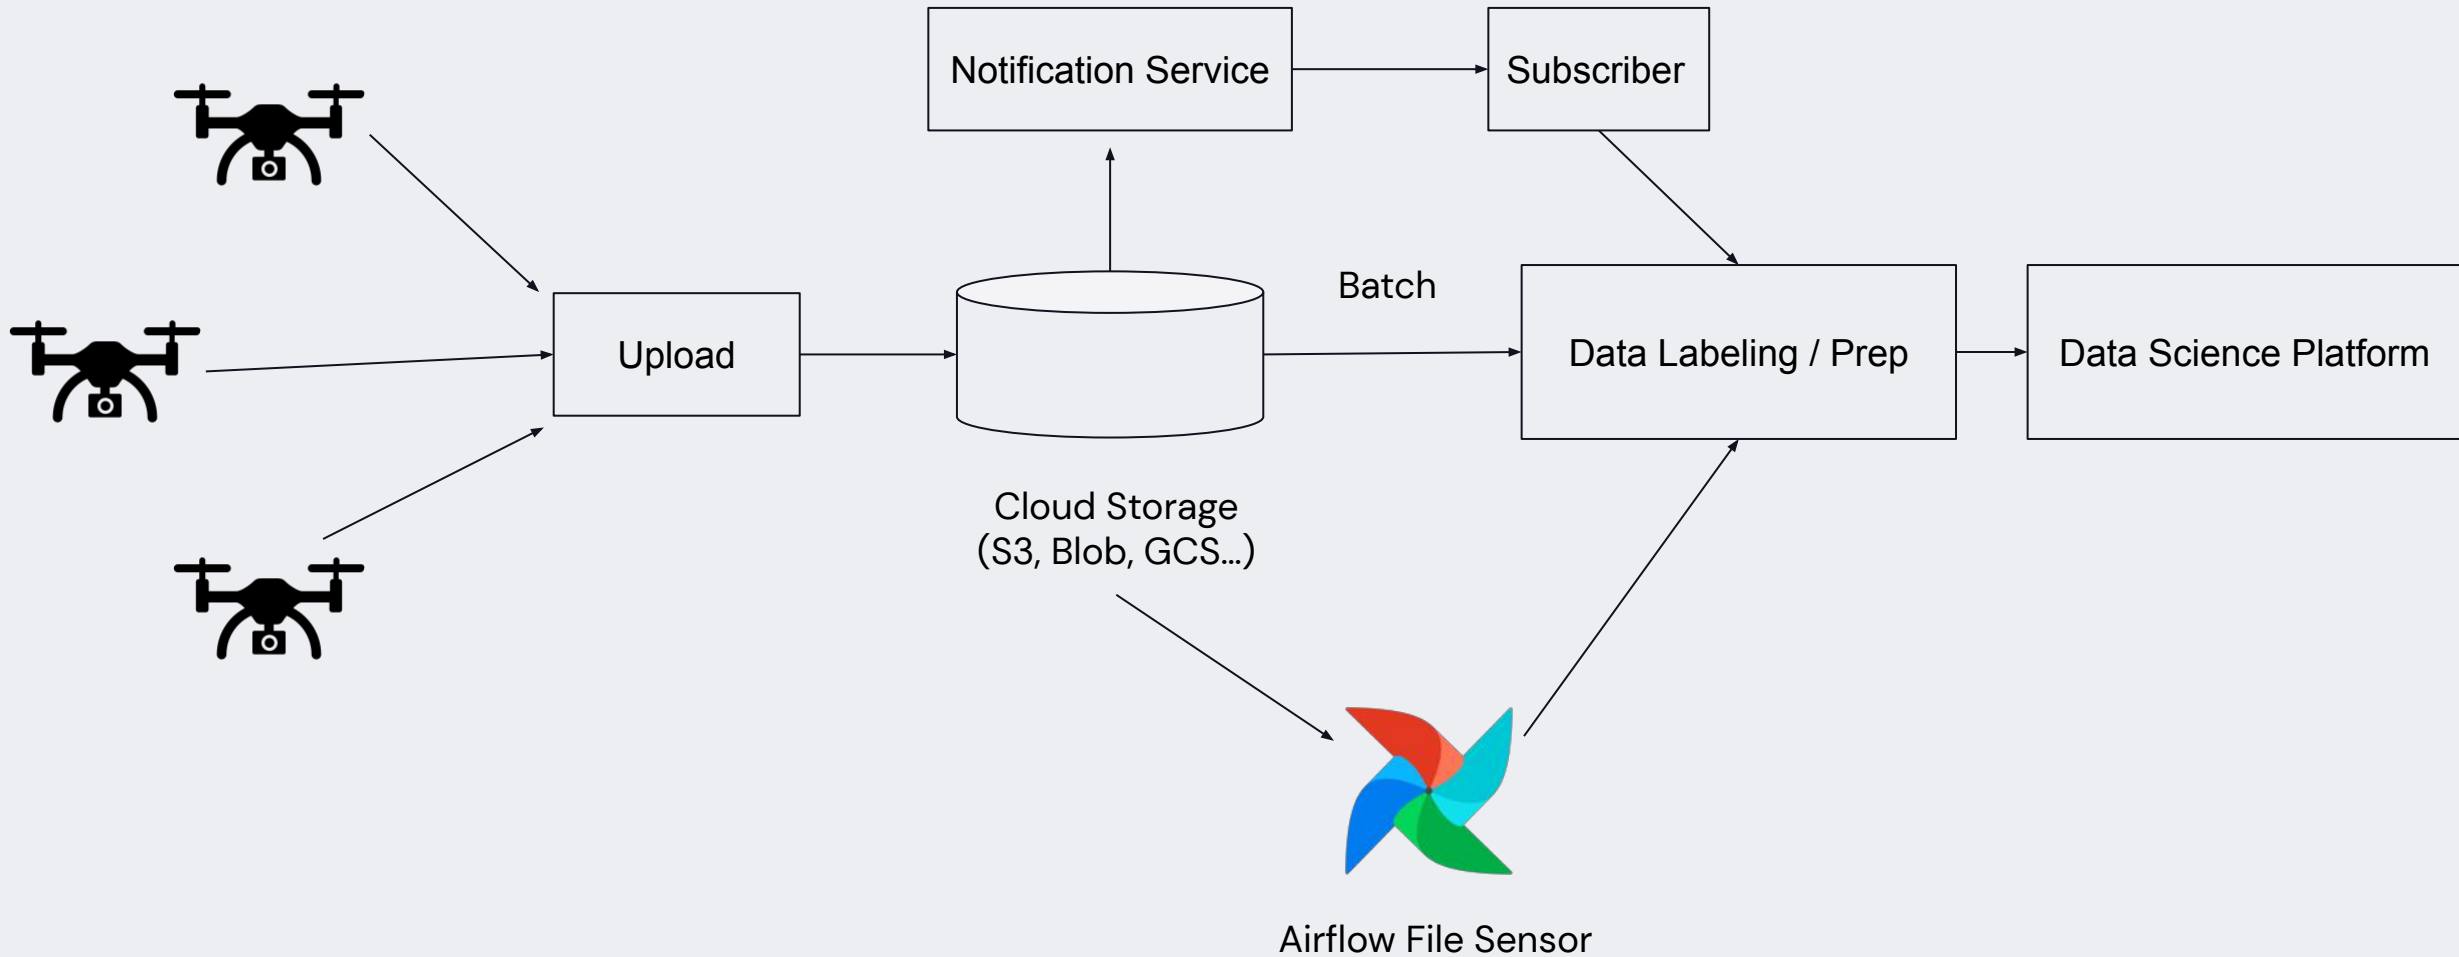 Notification Service
Subscriber
Batch
Upload
Data Labeling / Prep
Data Science Platform
Cloud Storage
(S3, Blob, GCS...)
Airflow File Sensor